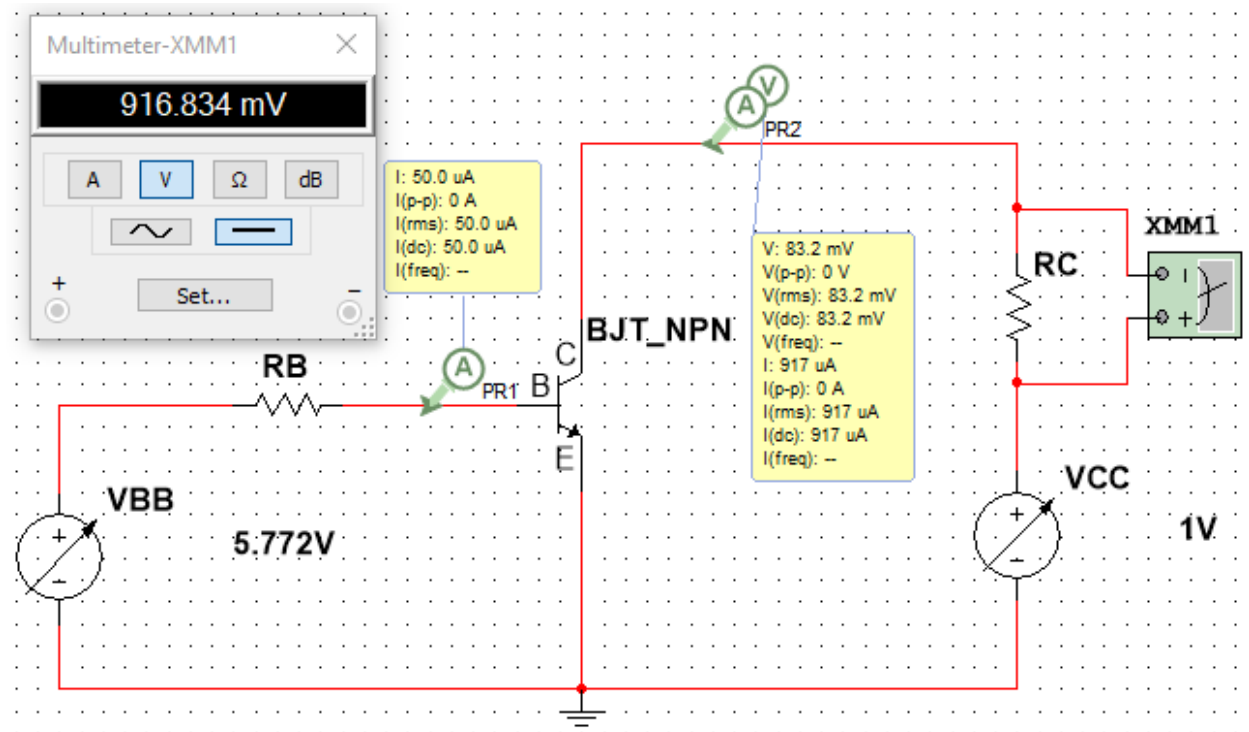 Multimeter-XMM1
916.834 mV
A
V
Ω
dB
+
Set...
−
I: 50.0 uA
I(p-p): 0 A
I(rms): 50.0 uA
I(dc): 50.0 uA
I(freq): --
A
V
PR2
V: 83.2 mV
V(p-p): 0 V
V(rms): 83.2 mV
V(dc): 83.2 mV
V(freq): --
I: 917 uA
I(p-p): 0 A
I(rms): 917 uA
I(dc): 917 uA
I(freq): --
XMM1
RC
BJT_NPN
C
RB
A
PR1
B
E
VBB
5.772V
VCC
1V